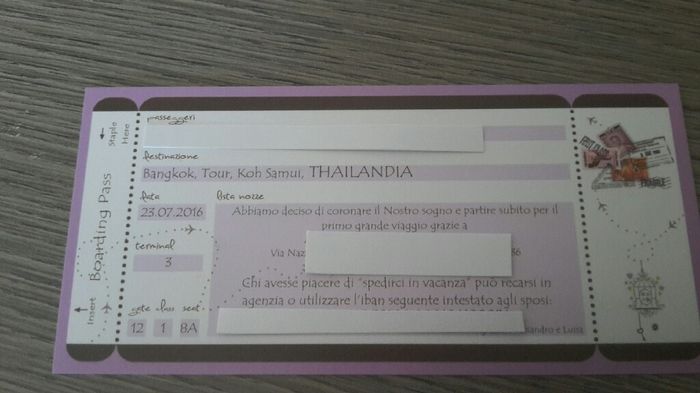 passeggeri
destinazione
Bangkok, Tour, Koh Samui, THAILANDIA
data
lista nozze
23.07.2016
Abbiamo deciso di coronare il Nostro sogno e partire subito per il
primo grande viaggio grazie a
terminal
Via Naz
36
3
Chi avesse piacere di "spedirci in vacanza" può recarsi in
agenzia o utilizzare l'iban seguente intestato agli sposi:
gate class seat
12 1 8A
e Luisa
Insert
Boarding Pass
Staple
Here